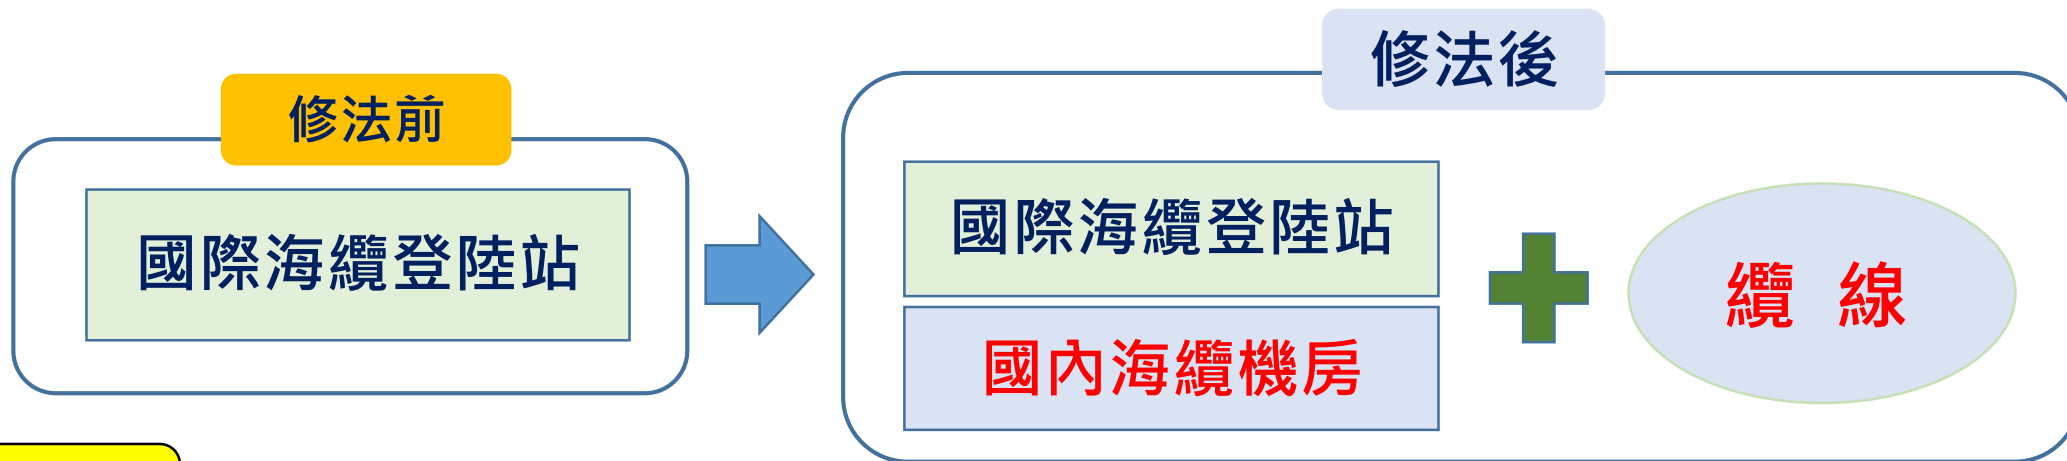 修法前
國際海纜登陸站
修法後
國際海纜登陸站
國內海纜機房
纜 線